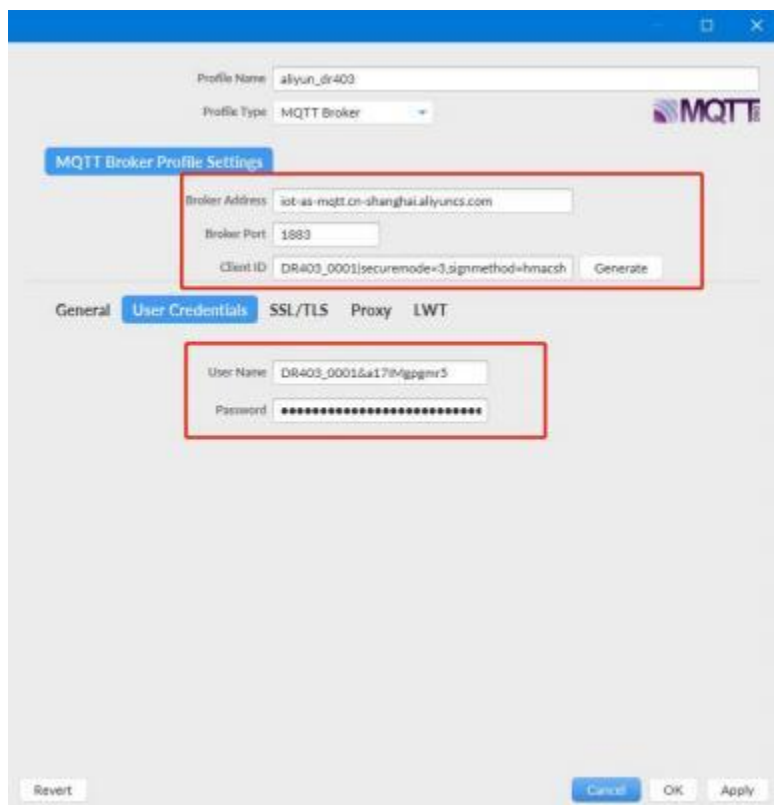 Profile Name aliyun_dr403
Profile Type MQTT Broker
MQTT
MQTT Broker Profile Settings
Broker Address iot-as-mqtt.cn-shanghai.aliyuncs.com
Broker Port 1883
Client ID DR403_0001|securemode=3,signmethod=hmacsh Generate
General User Credentials SSL/TLS Proxy LWT
User Name
Password
Revert Cancel OK Apply